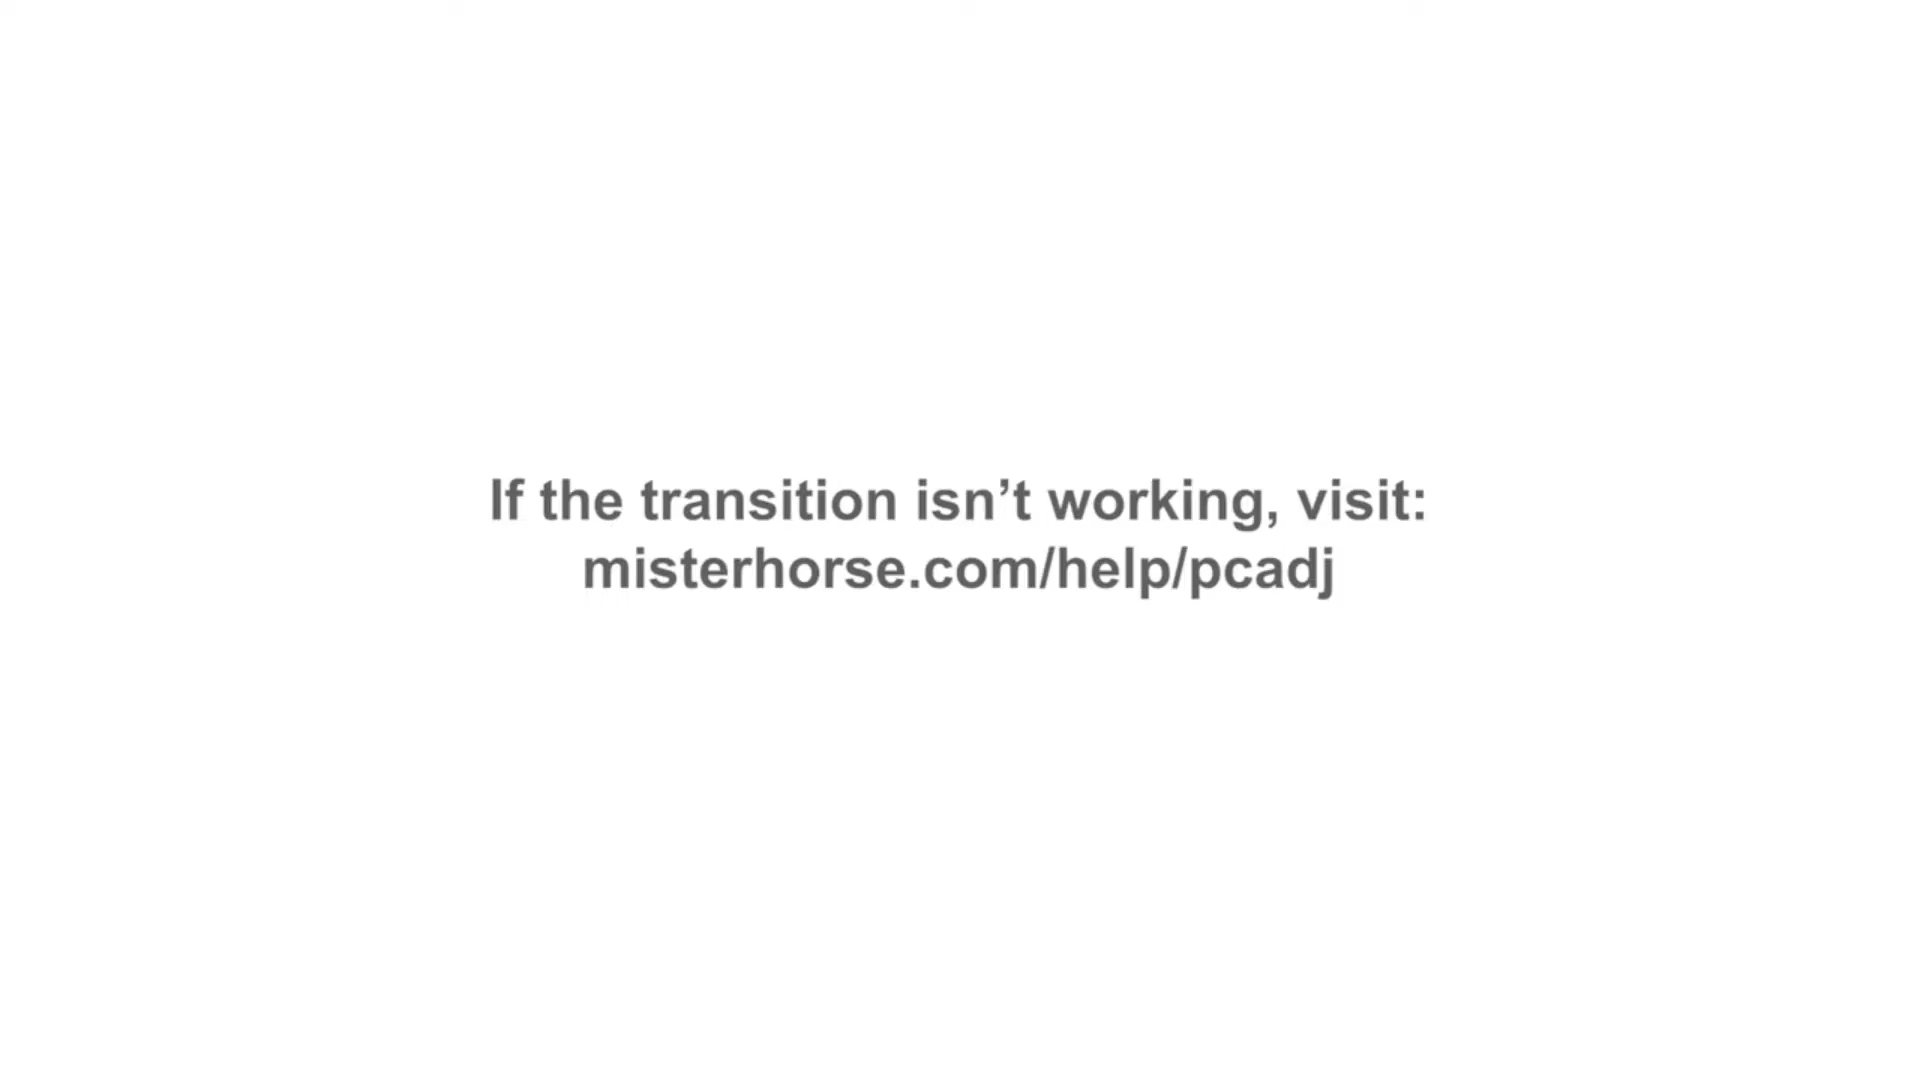 If the transition isn’t working, visit:
misterhorse.com/help/pcadj